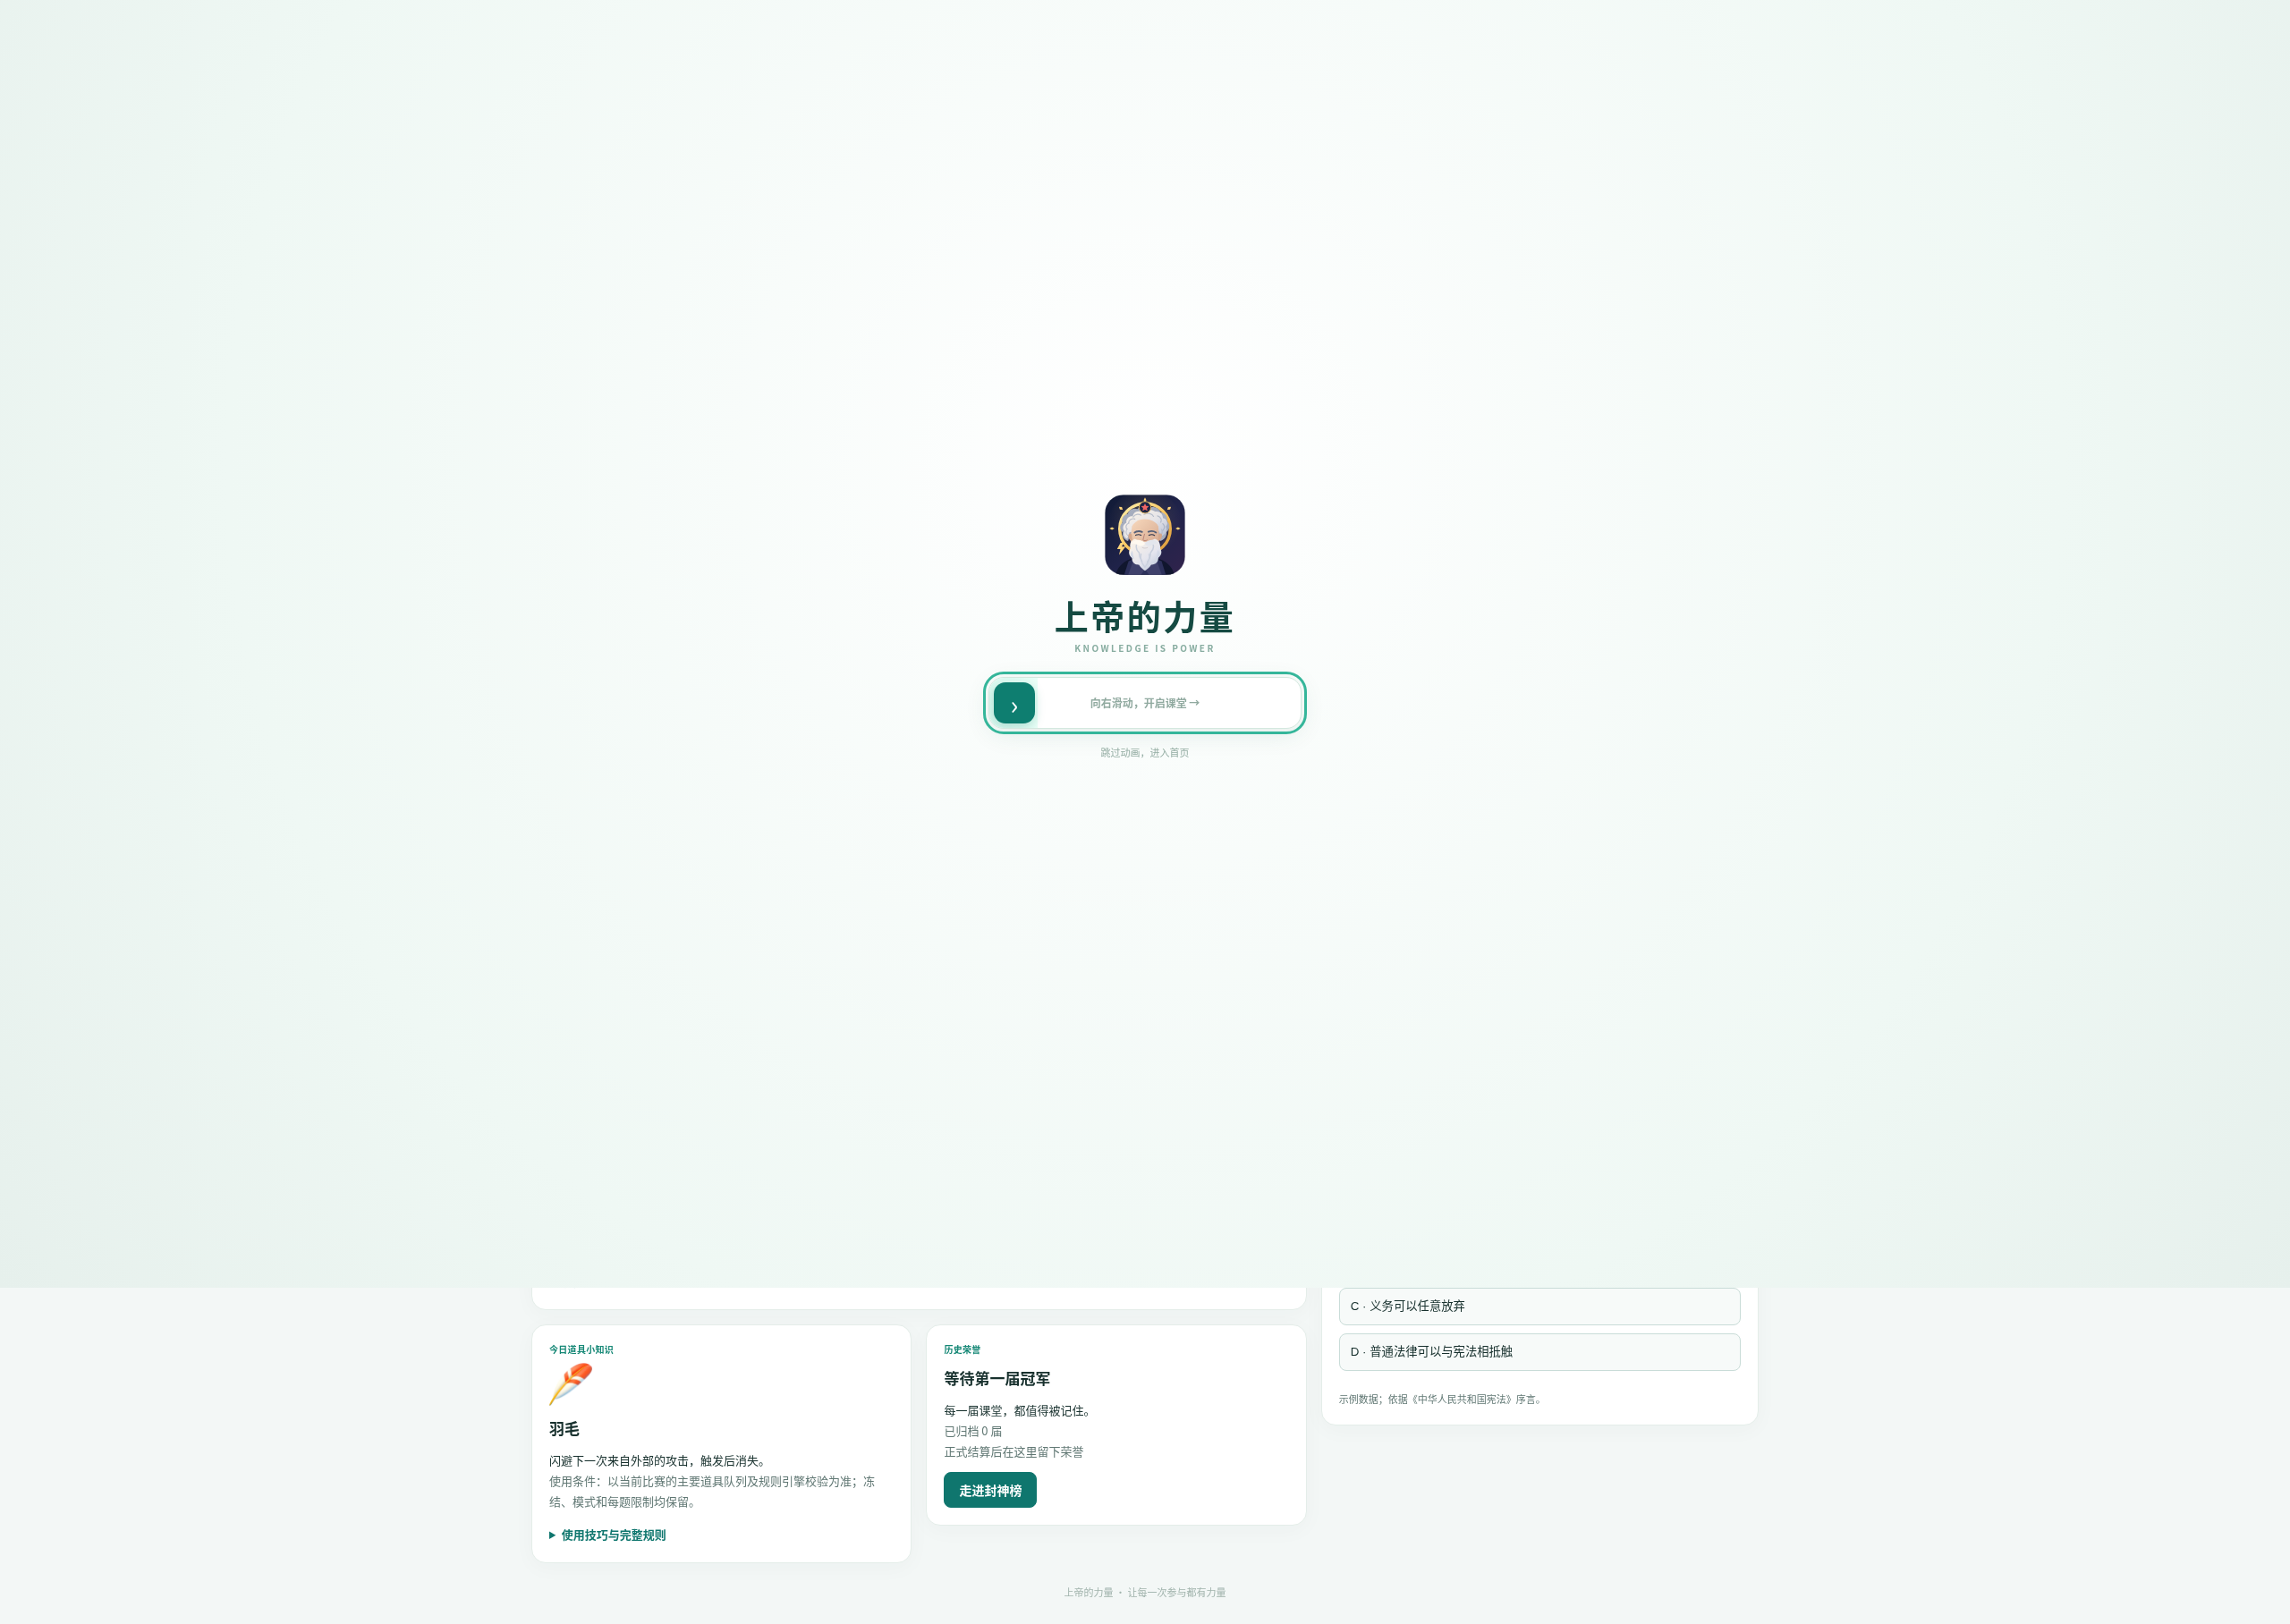 上帝的力量
KNOWLEDGE IS POWER
向右滑动，开启课堂 →
跳过动画，进入首页
C · 义务可以任意放弃
D · 普通法律可以与宪法相抵触
示例数据；依据《中华人民共和国宪法》序言。
今日道具小知识
羽毛
闪避下一次来自外部的攻击，触发后消失。
使用条件：以当前比赛的主要道具队列及规则引擎校验为准；冻
结、模式和每题限制均保留。
使用技巧与完整规则
历史荣誉
等待第一届冠军
每一届课堂，都值得被记住。
已归档 0 届
正式结算后在这里留下荣誉
走进封神榜
上帝的力量 · 让每一次参与都有力量